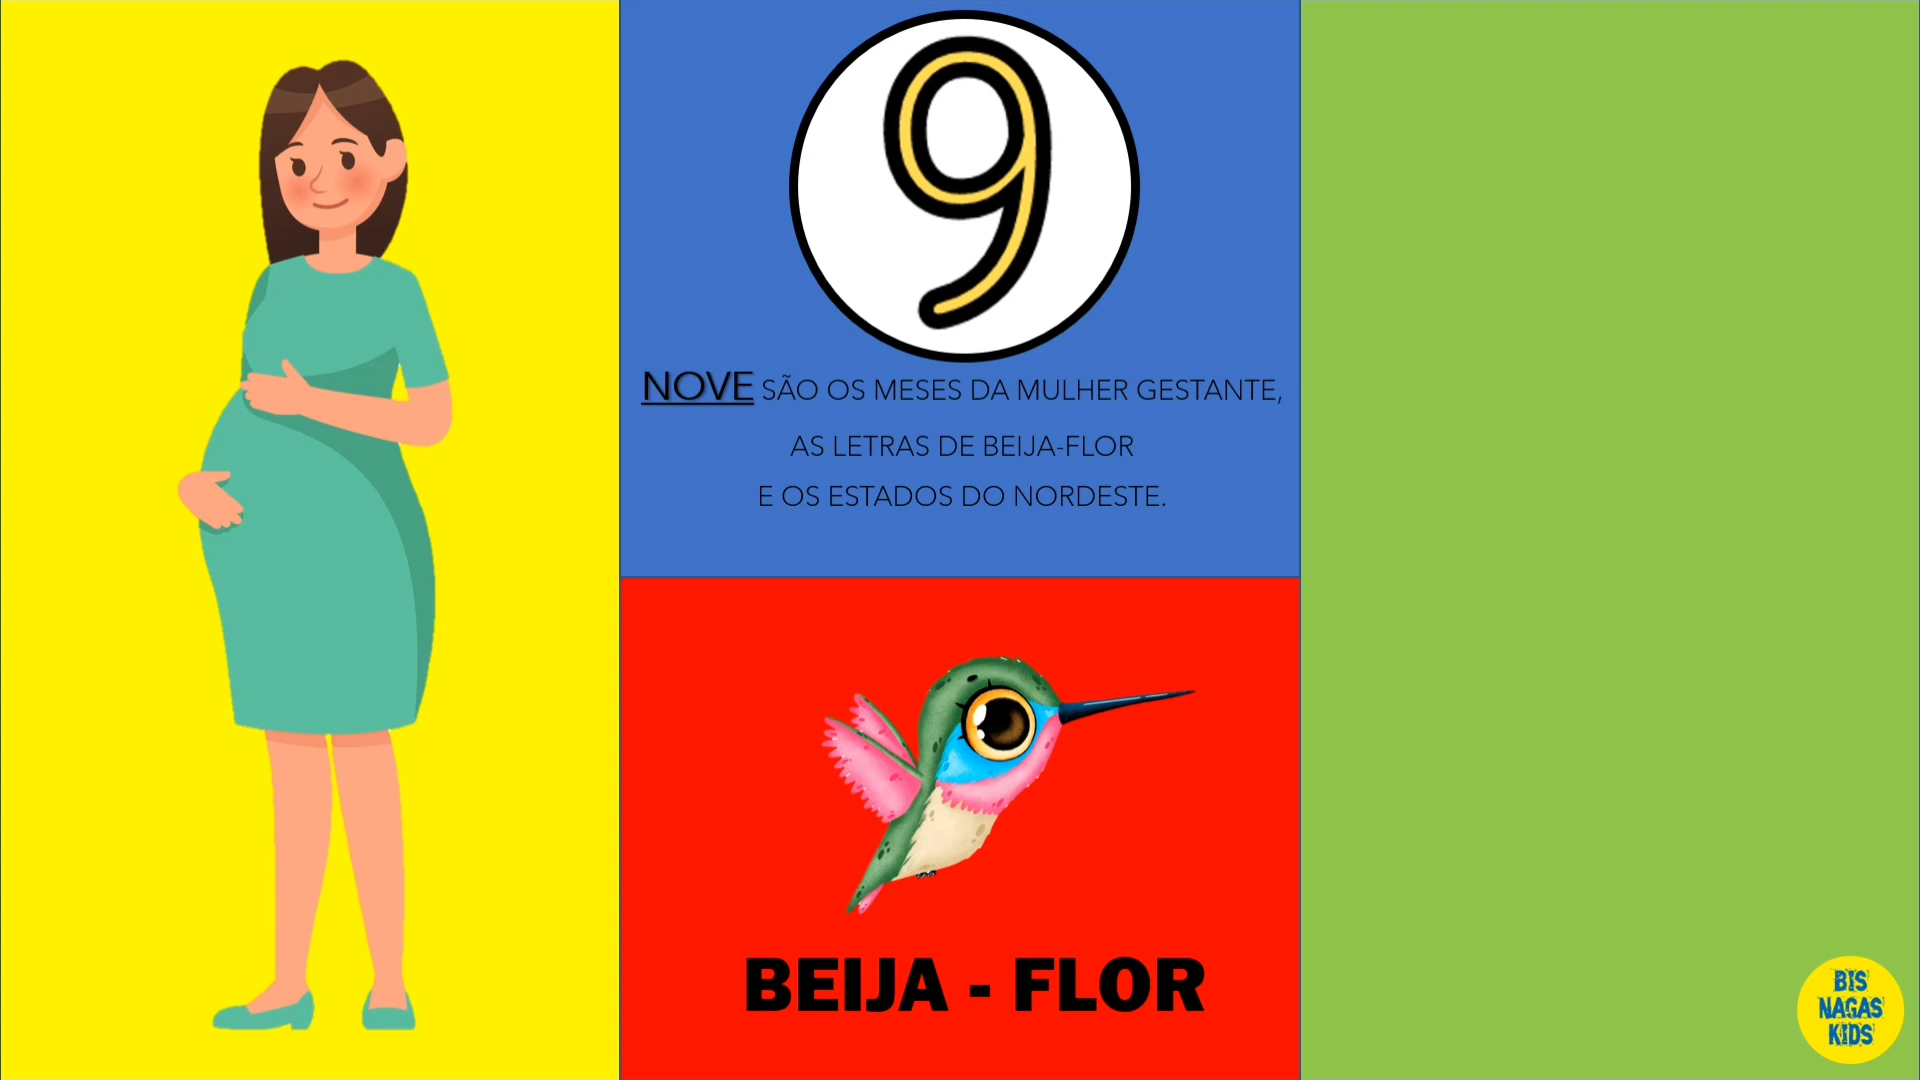 9
NOVE SÃO OS MESES DA MULHER GESTANTE,
AS LETRAS DE BEIJA-FLOR
E OS ESTADOS DO NORDESTE.
BEIJA - FLOR
BIS
NAGAS
KIDS